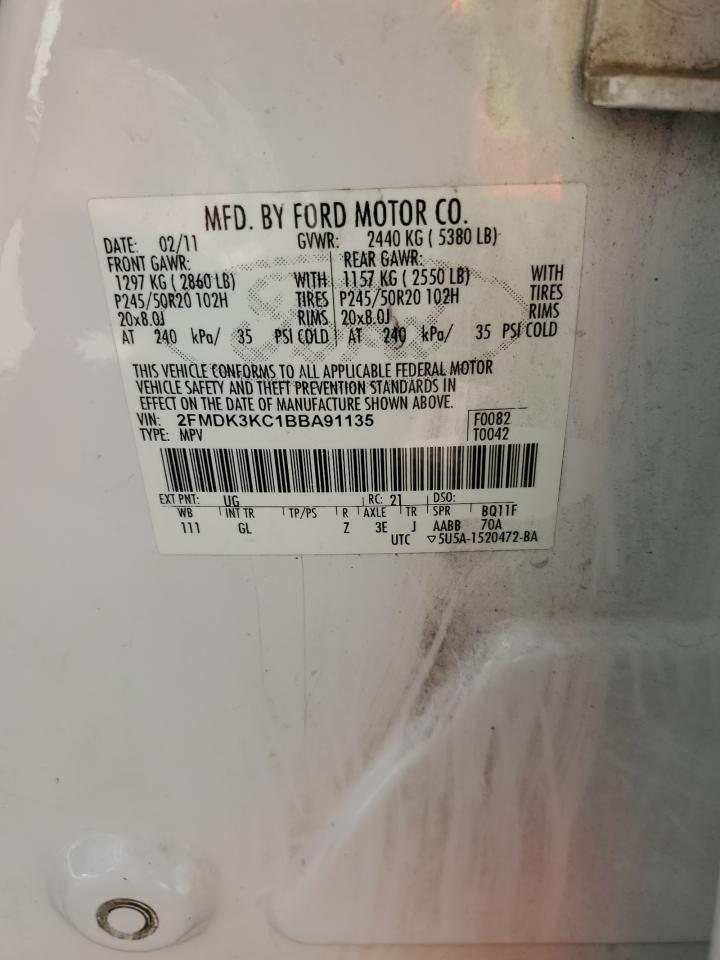 MFD. BY FORD MOTOR CO.
DATE: 02/11 GVWR: 2440 KG ( 5380 LB)
FRONT GAWR: REAR GAWR:
1297 KG ( 2860 LB) WITH 1157 KG ( 2550 LB) WITH
P245/50R20 102H TIRES P245/50R20 102H TIRES
20x8.0J RIMS 20x8.0J RIMS
AT 240 kPa/ 35 PSI COLD AT 240 kPa/ 35 PSI COLD
THIS VEHICLE CONFORMS TO ALL APPLICABLE FEDERAL MOTOR
VEHICLE SAFETY AND THEFT PREVENTION STANDARDS IN
EFFECT ON THE DATE OF MANUFACTURE SHOWN ABOVE.
VIN: 2FMDK3KC1BBA91135 F0082
TYPE: MPV T0042
EXT PNT: UG RC: 21 DSO:
WB INT TR TP/PS R AXLE TR SPR BQ11F
111 GL Z 3E J AABB 70A
UTC ▽5U5A-1520472-BA